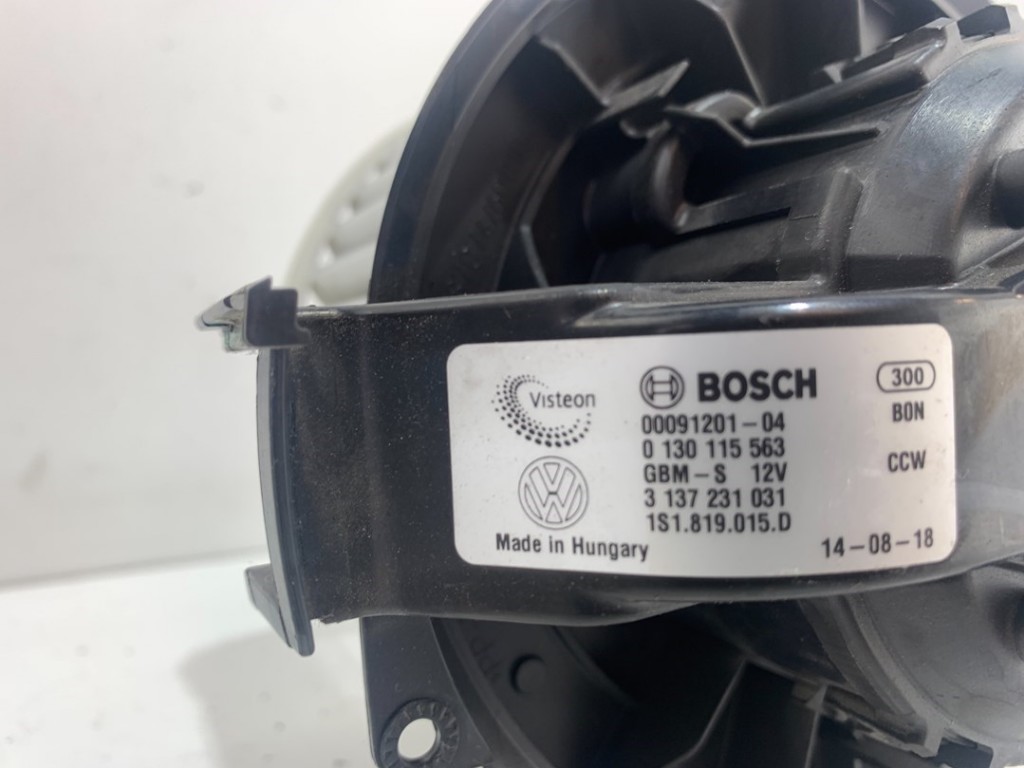 Visteon
BOSCH
300
00091201-04
BON
0 130 115 563
GBM-S 12V
CCW
3 137 231 031
1S1.819.015.D
Made in Hungary
14-08-18